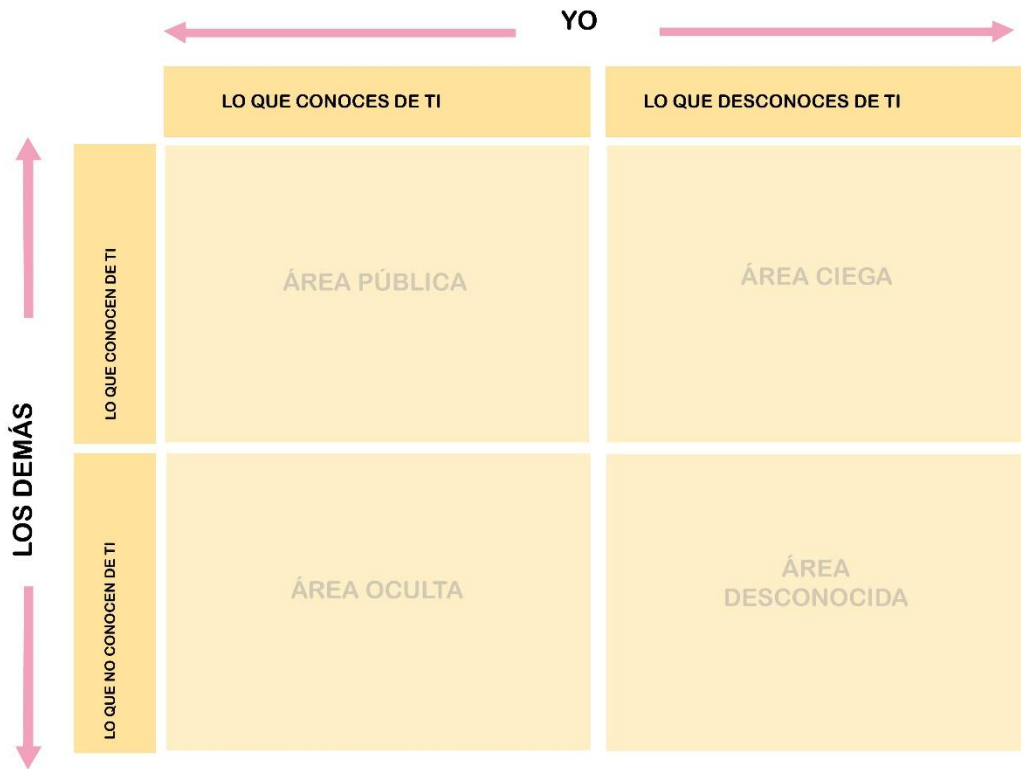 YO
LO QUE CONOCES DE TI
LO QUE DESCONOCES DE TI
LOS DEMÁS
LO QUE CONOCEN DE TI
ÁREA PÚBLICA
ÁREA CIEGA
LO QUE NO CONOCEN DE TI
ÁREA OCULTA
ÁREA
DESCONOCIDA